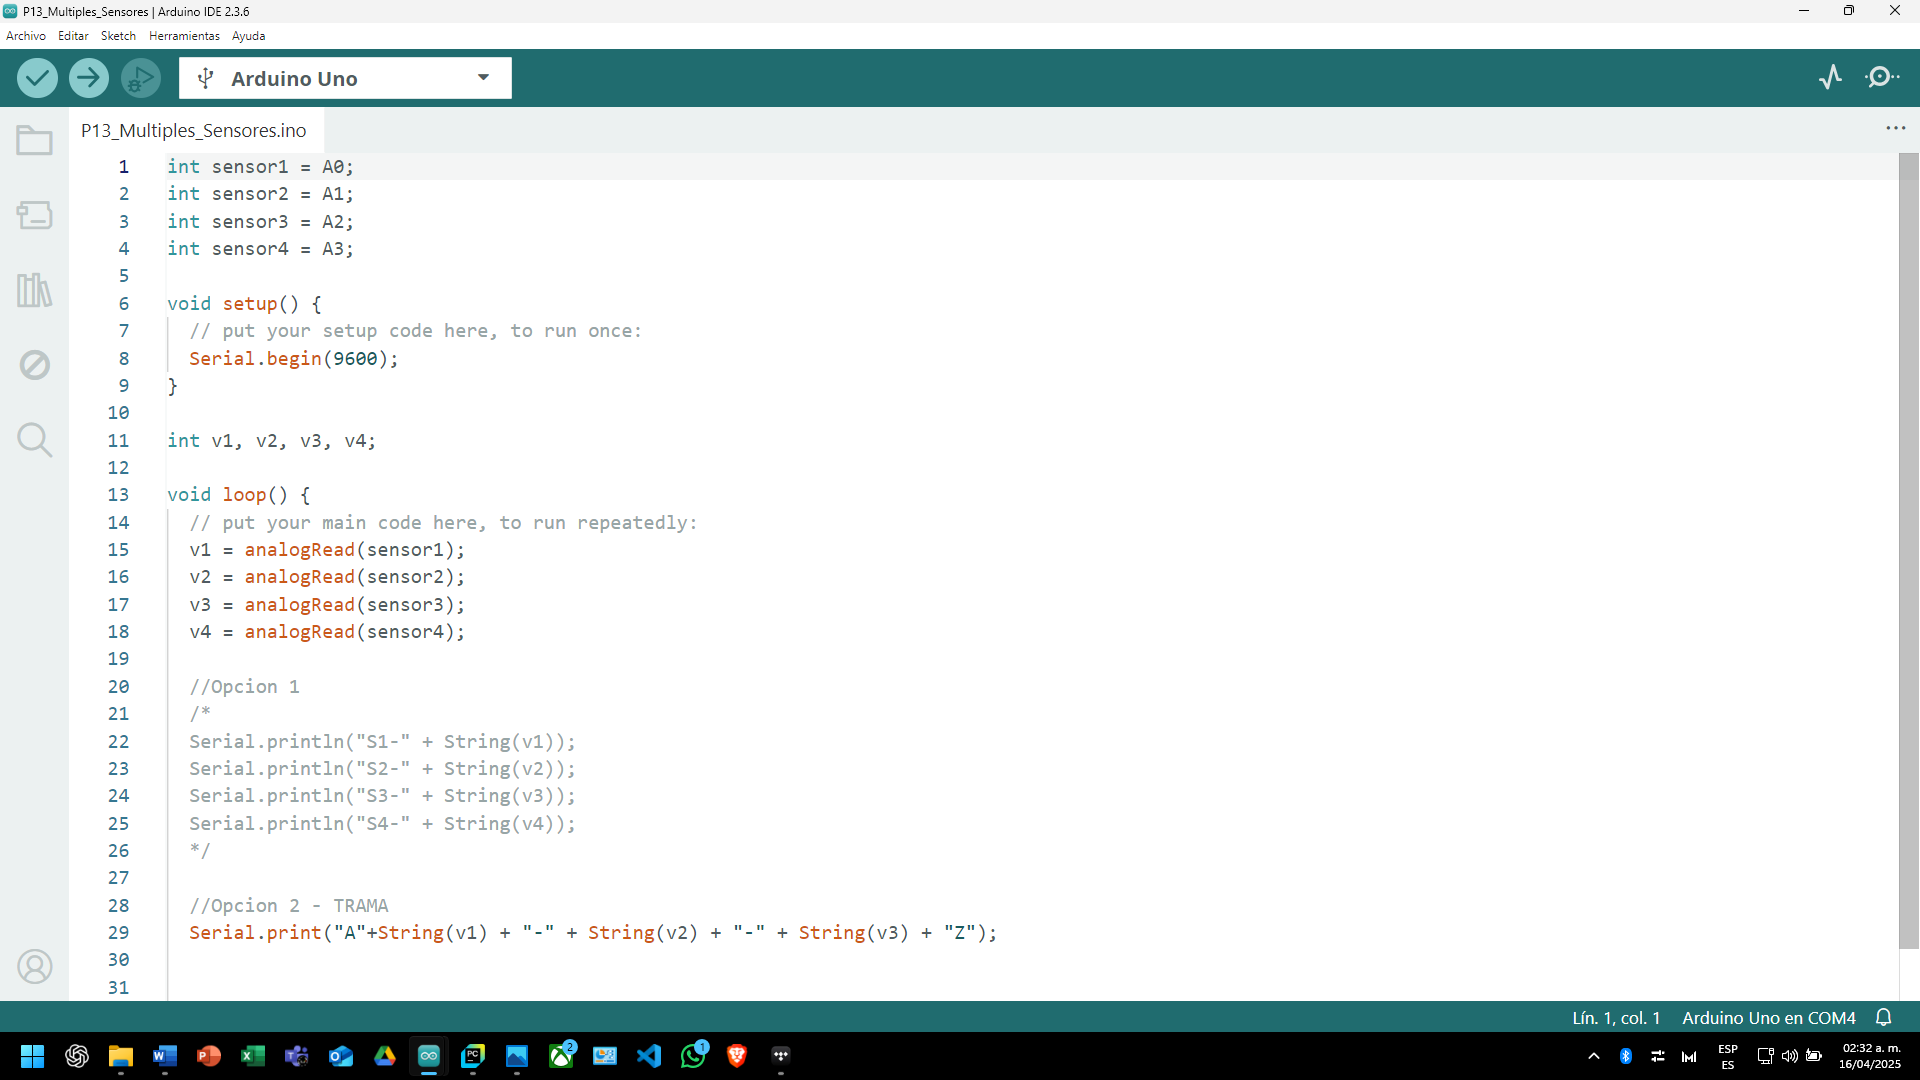 P13_Multiples_Sensores | Arduino IDE 2.3.6
Archivo Editar Sketch Herramientas Ayuda
Arduino Uno
P13_Multiples_Sensores.ino
1 int sensor1 = A0;
2 int sensor2 = A1;
3 int sensor3 = A2;
4 int sensor4 = A3;
5
6 void setup() {
7 // put your setup code here, to run once:
8 Serial.begin(9600);
9 }
10
11 int v1, v2, v3, v4;
12
13 void loop() {
14 // put your main code here, to run repeatedly:
15 v1 = analogRead(sensor1);
16 v2 = analogRead(sensor2);
17 v3 = analogRead(sensor3);
18 v4 = analogRead(sensor4);
19
20 //Opcion 1
21 /*
22 Serial.println("S1-" + String(v1));
23 Serial.println("S2-" + String(v2));
24 Serial.println("S3-" + String(v3));
25 Serial.println("S4-" + String(v4));
26 */
27
28 //Opcion 2 - TRAMA
29 Serial.print("A"+String(v1) + "-" + String(v2) + "-" + String(v3) + "Z");
30
31
Lín. 1, col. 1 Arduino Uno en COM4
2 1
ESP
ES
02:32 a. m.
16/04/2025